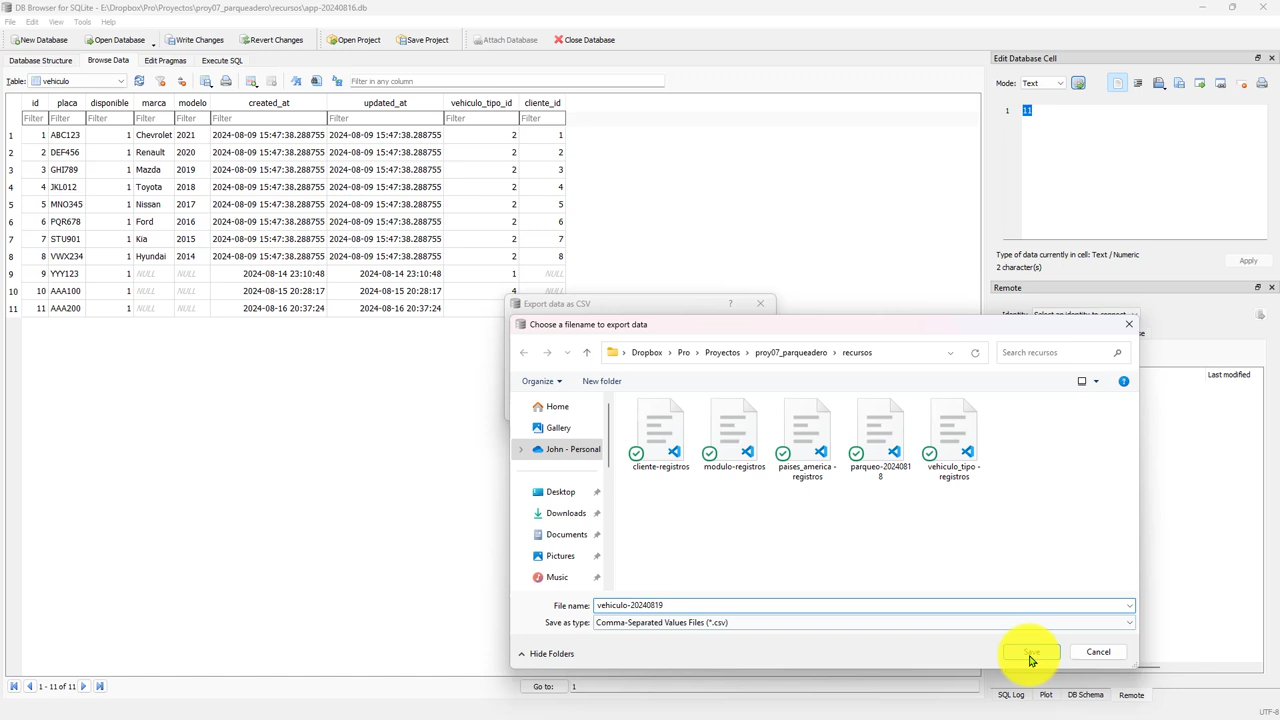 DB Browser for SQLite - E:\Dropbox\Pro\Proyectos\proy07_parqueadero\recursos\app-20240816.db
File Edit View Tools Help
New Database Open Database Write Changes Revert Changes Open Project Save Project Attach Database Close Database
Database Structure Browse Data Edit Pragmas Execute SQL
Table: vehiculo Filter in any column
id placa disponible marca modelo created_at updated_at vehiculo_tipo_id cliente_id
Filter Filter Filter Filter Filter Filter Filter Filter Filter
1 1 ABC123 1 Chevrolet 2021 2024-08-09 15:47:38.288755 2024-08-09 15:47:38.288755 2 1
2 2 DEF456 1 Renault 2020 2024-08-09 15:47:38.288755 2024-08-09 15:47:38.288755 2 2
3 3 GHI789 1 Mazda 2019 2024-08-09 15:47:38.288755 2024-08-09 15:47:38.288755 2 3
4 4 JKL012 1 Toyota 2018 2024-08-09 15:47:38.288755 2024-08-09 15:47:38.288755 2 4
5 5 MNO345 1 Nissan 2017 2024-08-09 15:47:38.288755 2024-08-09 15:47:38.288755 2 5
6 6 PQR678 1 Ford 2016 2024-08-09 15:47:38.288755 2024-08-09 15:47:38.288755 2 6
7 7 STU901 1 Kia 2015 2024-08-09 15:47:38.288755 2024-08-09 15:47:38.288755 2 7
8 8 VWX234 1 Hyundai 2014 2024-08-09 15:47:38.288755 2024-08-09 15:47:38.288755 2 8
9 9 YYY123 1 NULL NULL 2024-08-14 23:10:48 2024-08-14 23:10:48 1 NULL
10 10 AAA100 1 NULL NULL 2024-08-15 20:28:17 2024-08-15 20:28:17 4 NULL
11 11 AAA200 1 NULL NULL 2024-08-16 20:37:24 2024-08-16 20:37:24
1 - 11 of 11 Go to: 1
Edit Database Cell
Mode: Text
1 11
Type of data currently in cell: Text / Numeric
2 character(s)
Apply
Remote
Identity Select an identity to connect
Last modified
SQL Log Plot DB Schema Remote
UTF-8
Export data as CSV ?
Choose a filename to export data
Dropbox Pro Proyectos proy07_parqueadero recursos Search recursos
Organize New folder
Home
Gallery
John - Personal
Desktop
Downloads
Documents
Pictures
Music
cliente-registros
modulo-registros
paises_america - registros
parqueo-20240818
vehiculo_tipo - registros
File name: vehiculo-20240819
Save as type: Comma-Separated Values Files (*.csv)
Hide Folders Save Cancel